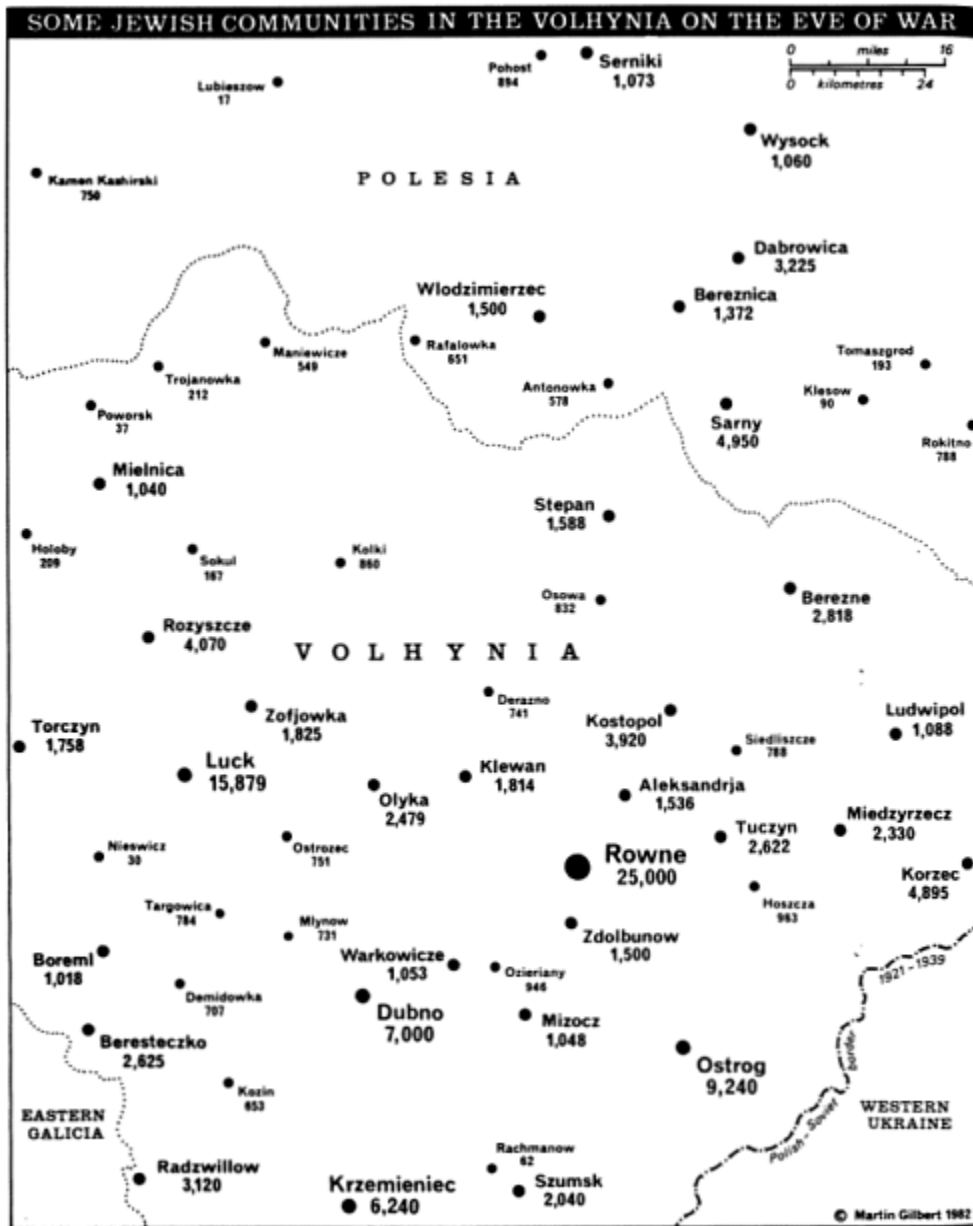 SOME JEWISH COMMUNITIES IN THE VOLHYNIA ON THE EVE OF WAR
0 miles 16
0 kilometres 24
Lubieszow
17
Pohost
894
Serniki
1,073
Wysock
1,060
Kamen Kashirski
750
POLESIA
Dabrowica
3,225
Wlodzimierzec
1,500
Bereznica
1,372
Maniewicze
549
Rafalowka
651
Tomaszgrod
193
Trojanowka
212
Antonowka
578
Klesow
90
Poworsk
37
Sarny
4,950
Rokitno
788
Mielnica
1,040
Stepan
1,588
Holoby
209
Sokul
167
Kolki
860
Osowa
832
Berezne
2,818
Rozyszcze
4,070
VOLHYNIA
Derazno
741
Zofjowka
1,825
Kostopol
3,920
Ludwipol
1,088
Torczyn
1,758
Siedliszcze
788
Luck
15,879
Klewan
1,814
Olyka
2,479
Aleksandrja
1,536
Miedzyrzecz
2,330
Tuczyn
2,622
Nieswicz
30
Ostrozec
751
Rowne
25,000
Korzec
4,895
Hoszcza
963
Targowica
784
Mlynow
731
Zdolbunow
1,500
Boreml
1,018
Warkowicze
1,053
Ozieriany
946
1921-1939
Demidowka
707
Dubno
7,000
Mizocz
1,048
Beresteczko
2,625
Ostrog
9,240
Polish-Soviet border
Kozin
653
EASTERN
GALICIA
WESTERN
UKRAINE
Rachmanow
62
Radzwillow
3,120
Krzemieniec
6,240
Szumsk
2,040
© Martin Gilbert 1982